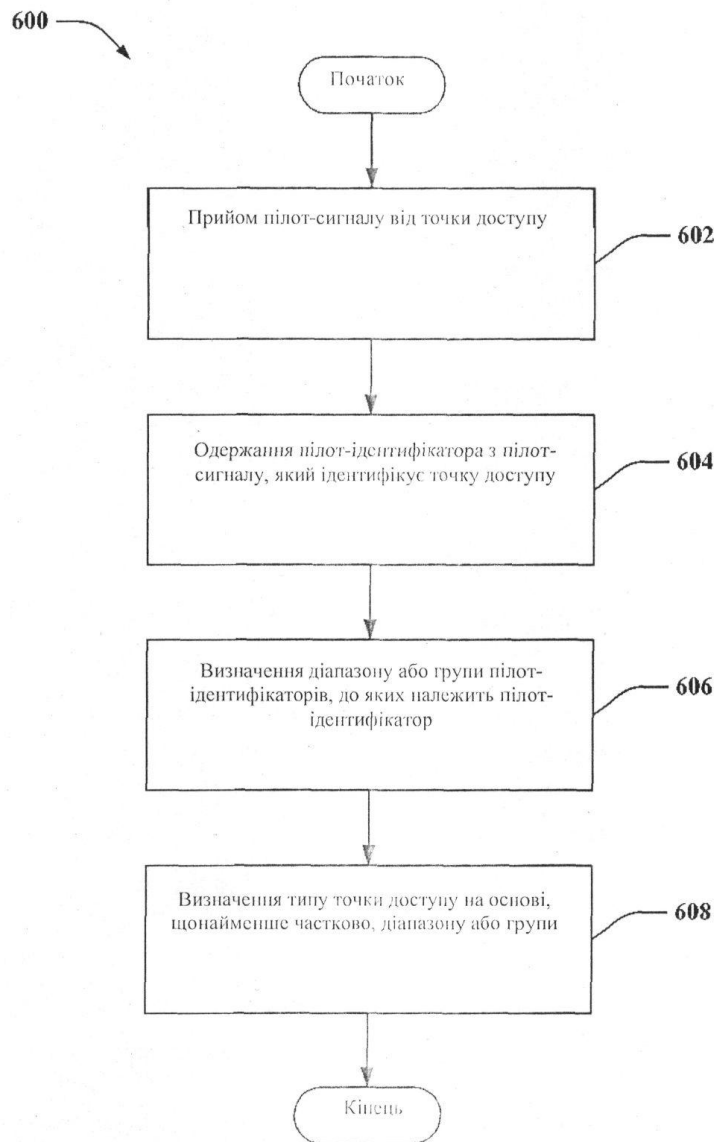 600
Початок
Прийом пілот-сигналу від точки доступу
602
Одержання пілот-ідентифікатора з пілот-
сигналу, який ідентифікує точку доступу
604
Визначення діапазону або групи пілот-
ідентифікаторів, до яких належить пілот-
ідентифікатор
606
Визначення типу точки доступу на основі,
щонайменше частково, діапазону або групи
608
Кінець